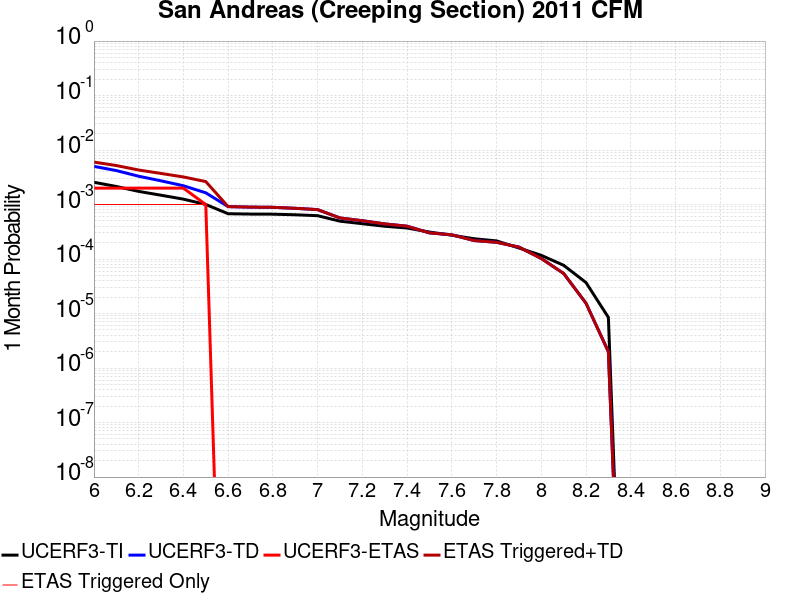 San Andreas (Creeping Section) 2011 CFM
10 0
10 -1
10 -2
10 -3
10 -4
10 -5
10 -6
10 -7
10 -8
1 Month Probability
6 6.2 6.4 6.6 6.8 7 7.2 7.4 7.6 7.8 8 8.2 8.4 8.6 8.8 9
Magnitude
UCERF3-TI UCERF3-TD UCERF3-ETAS ETAS Triggered+TD
ETAS Triggered Only